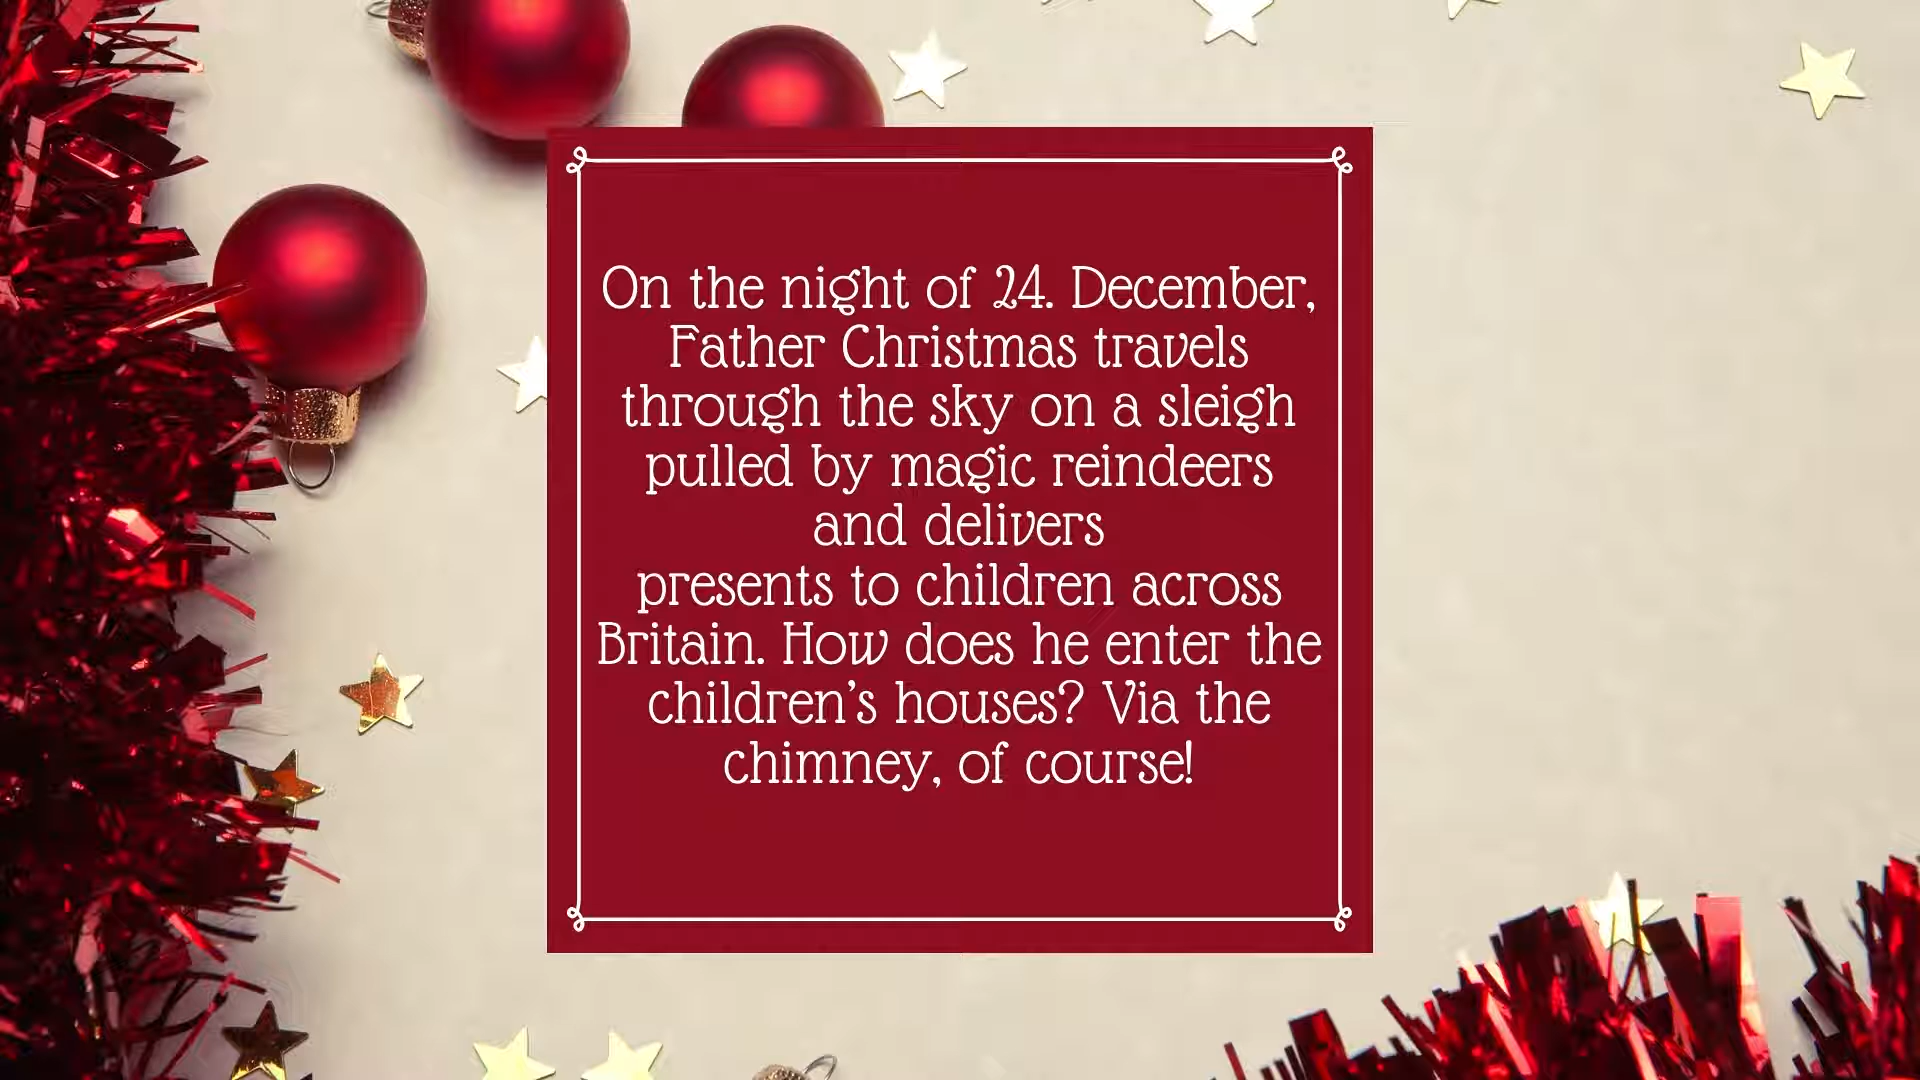 On the night of 24. December,
Father Christmas travels
through the sky on a sleigh
pulled by magic reindeers
and delivers
presents to children across
Britain. How does he enter the
children's houses? Via the
chimney, of course!